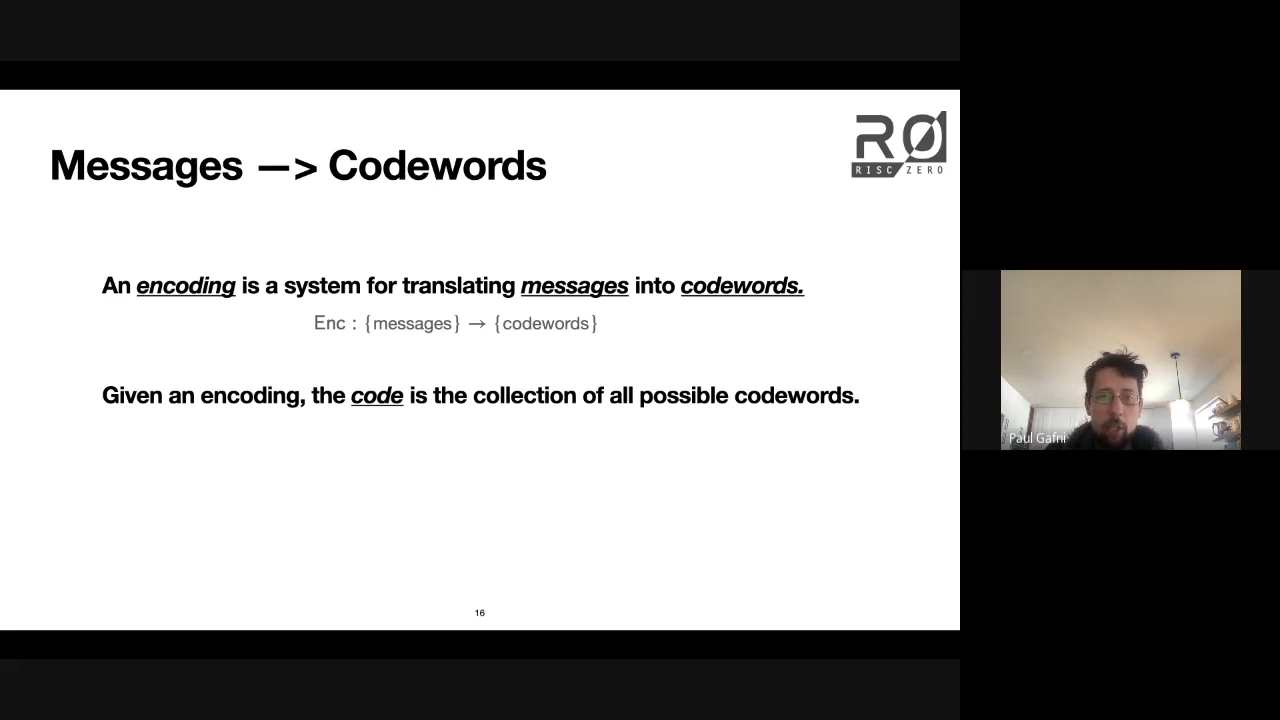 Messages —> Codewords
RØ
RISC ZERO
An encoding is a system for translating messages into codewords.
Enc : {messages} → {codewords}
Given an encoding, the code is the collection of all possible codewords.
16
Paul Gafni